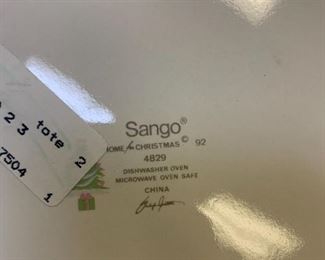 Sango®
HOME for CHRISTMAS © 92
4829
DISHWASHER OVEN
MICROWAVE OVEN SAFE
CHINA
2 3 tote 2
7504 1